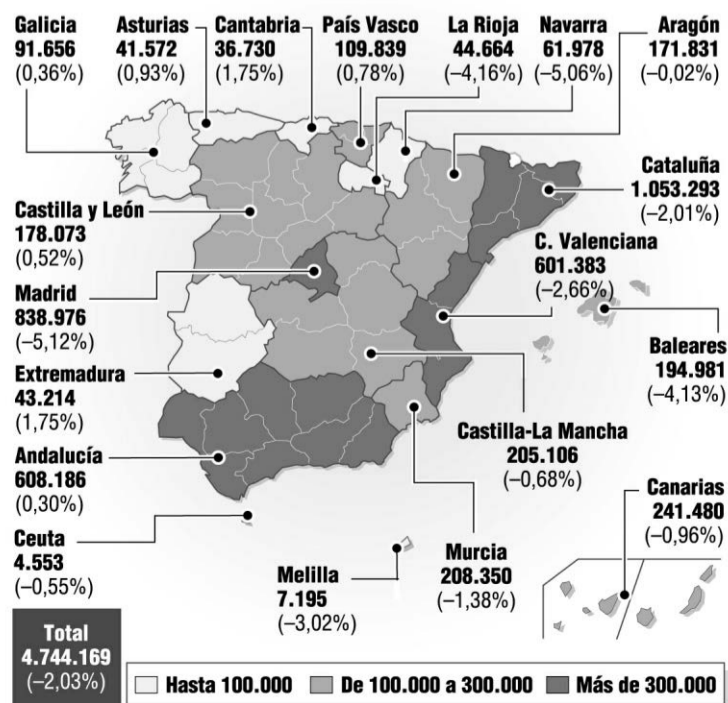 Galicia
91.656
(0,36%)
Asturias
41.572
(0,93%)
Cantabria
36.730
(1,75%)
País Vasco
109.839
(0,78%)
La Rioja
44.664
(–4,16%)
Navarra
61.978
(–5,06%)
Aragón
171.831
(–0,02%)
Cataluña
1.053.293
(–2,01%)
Castilla y León
178.073
(0,52%)
C. Valenciana
601.383
(–2,66%)
Madrid
838.976
(–5,12%)
Baleares
194.981
(–4,13%)
Extremadura
43.214
(1,75%)
Castilla-La Mancha
205.106
(–0,68%)
Andalucía
608.186
(0,30%)
Canarias
241.480
(–0,96%)
Ceuta
4.553
(–0,55%)
Melilla
7.195
(–3,02%)
Murcia
208.350
(–1,38%)
Total
4.744.169
(–2,03%)
Hasta 100.000
De 100.000 a 300.000
Más de 300.000